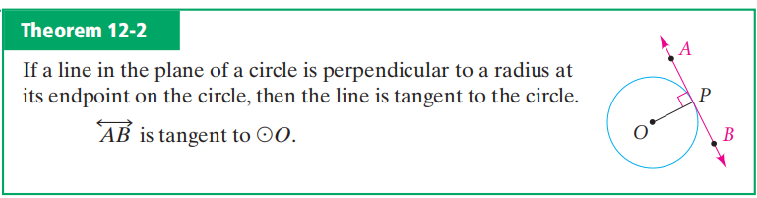 Theorem 12-2
If a line in the plane of a circle is perpendicular to a radius at
its endpoint on the circle, then the line is tangent to the circle.
AB is tangent to ⊙O.
A
P
O
B